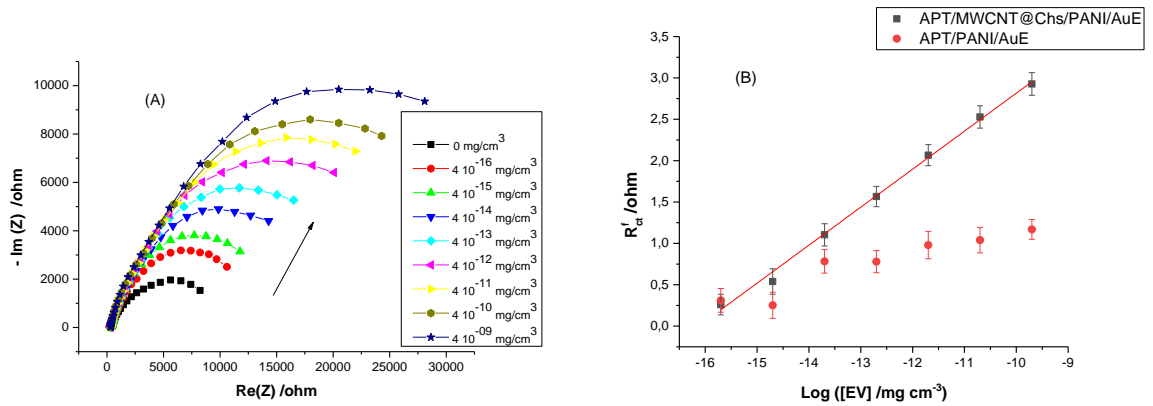 (A)
- Im (Z) /ohm
10000
8000
6000
4000
2000
0
0 mg/cm3
4 10-16 mg/cm3
4 10-15 mg/cm3
4 10-14 mg/cm3
4 10-13 mg/cm3
4 10-12 mg/cm3
4 10-11 mg/cm3
4 10-10 mg/cm3
4 10-09 mg/cm3
0 5000 10000 15000 20000 25000 30000
Re(Z) /ohm
APT/MWCNT@Chs/PANI/AuE
APT/PANI/AuE
(B)
Rfct /ohm
3,5
3,0
2,5
2,0
1,5
1,0
0,5
0,0
-16 -15 -14 -13 -12 -11 -10 -9
Log ([EV] /mg cm-3)